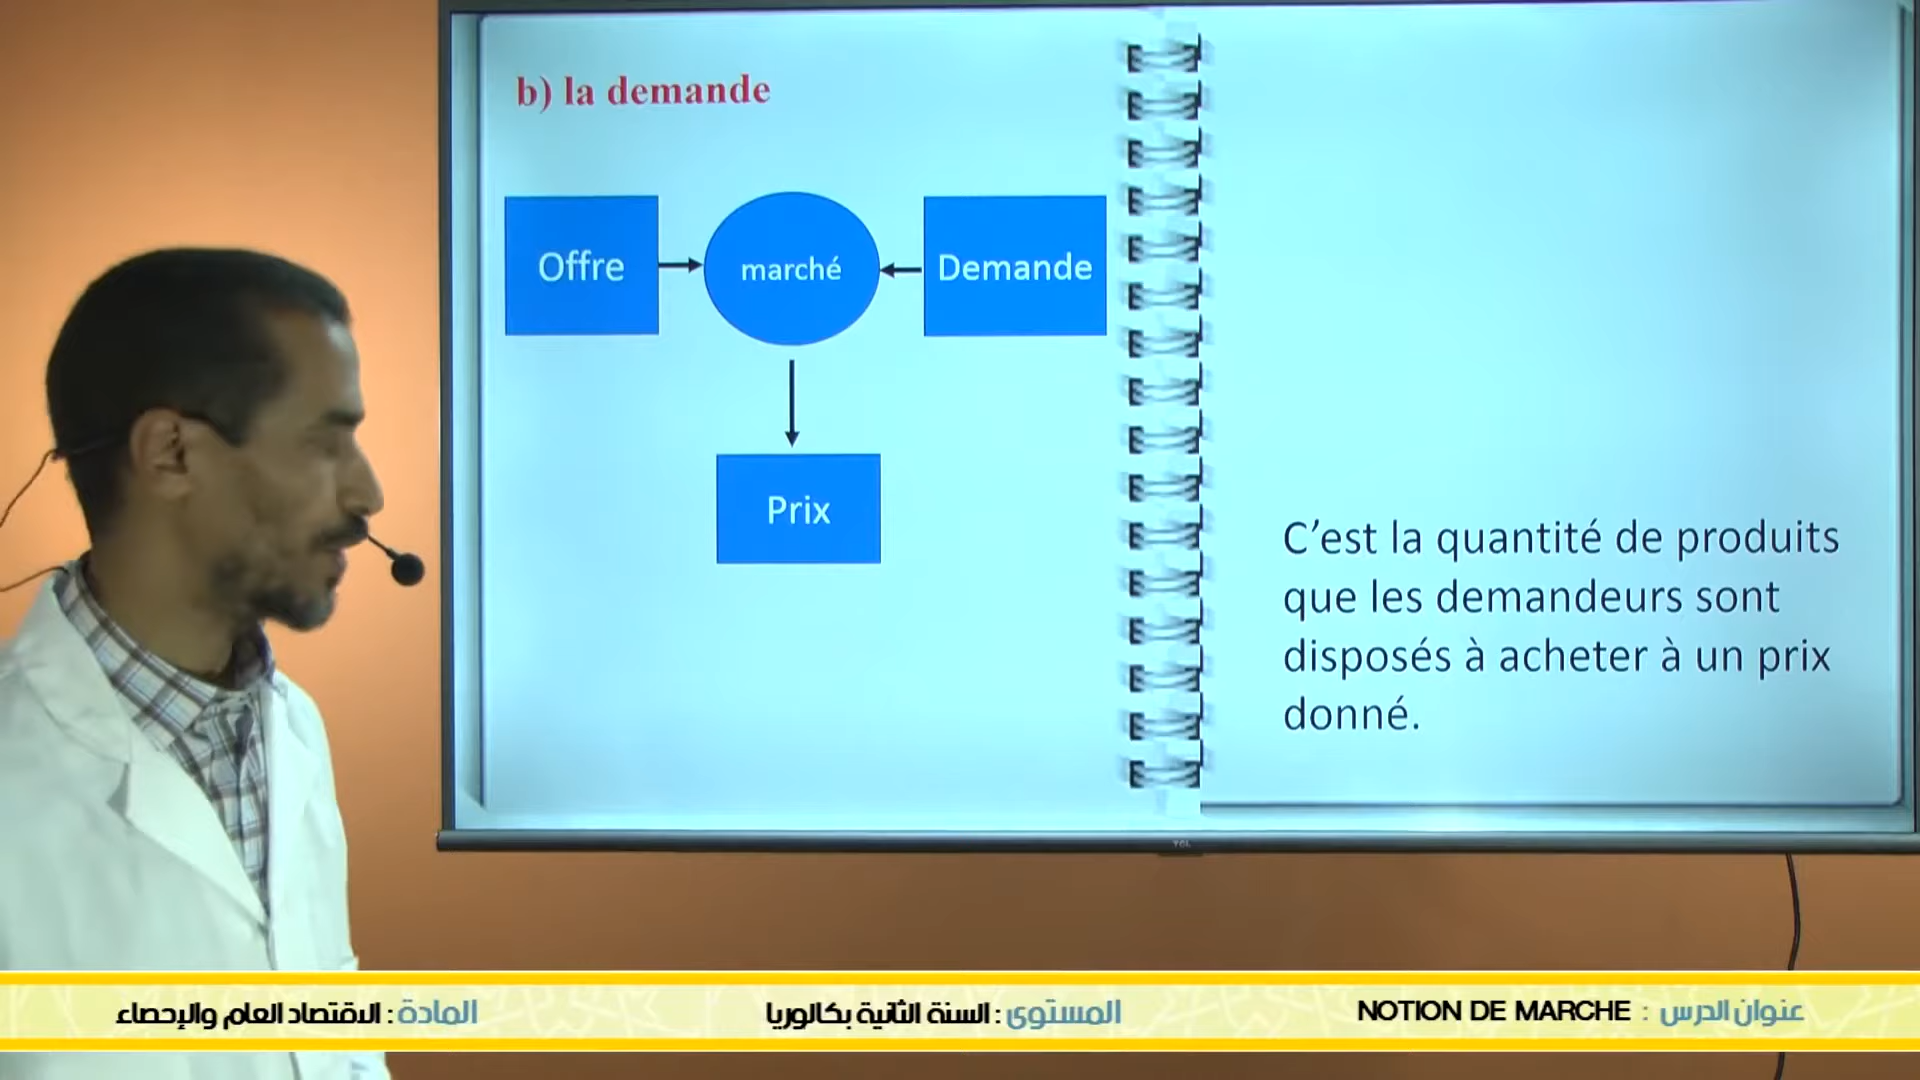 b) la demande
Offre
marché
Demande
Prix
C’est la quantité de produits
que les demandeurs sont
disposés à acheter à un prix
donné.
TCL
عنوان الدرس : NOTION DE MARCHE
المستوى : السنة الثانية بكالوريا
المادة : الاقتصاد العام والإحصاء